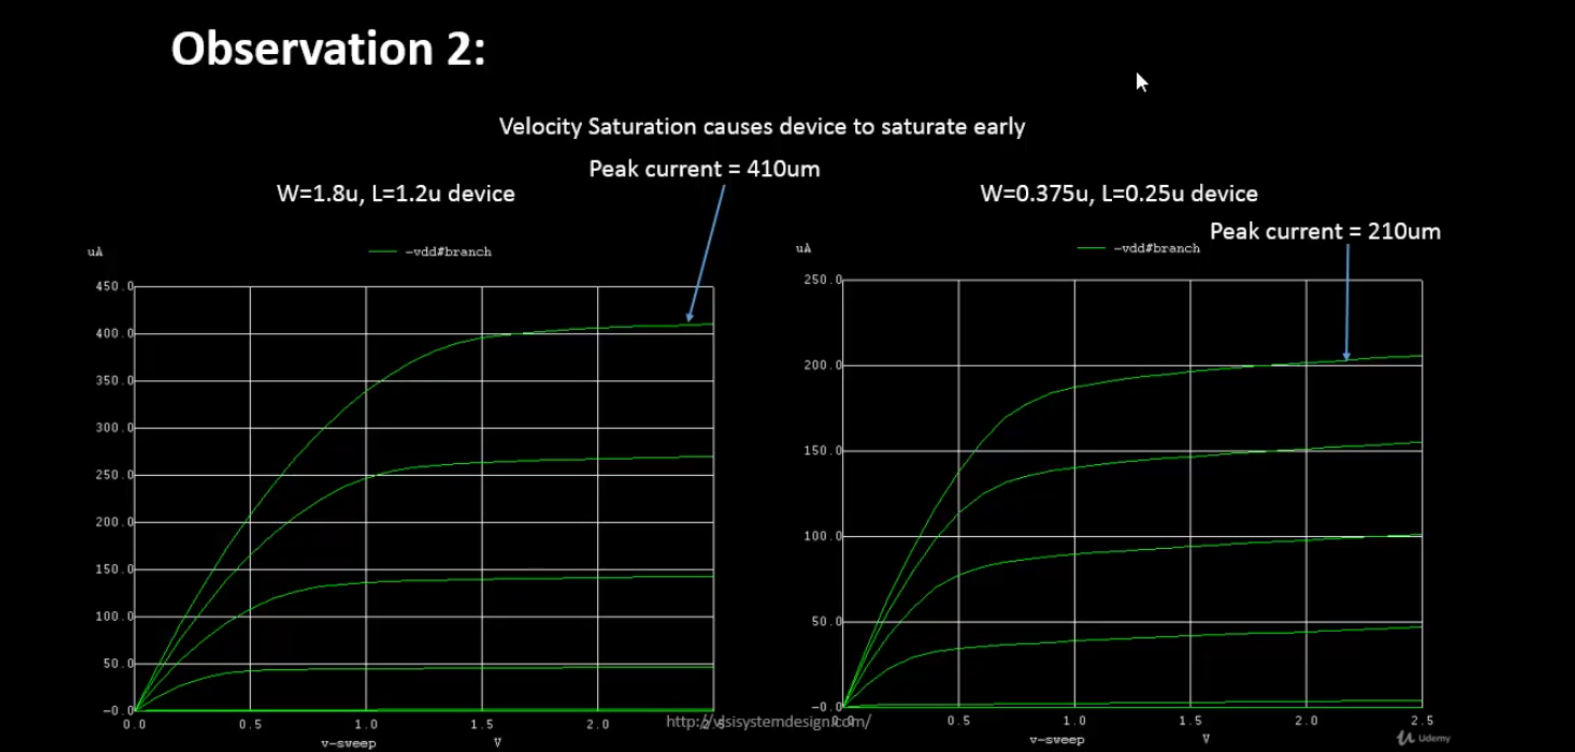 Observation 2:
Velocity Saturation causes device to saturate early
Peak current = 410um
W=1.8u, L=1.2u device
W=0.375u, L=0.25u device
Peak current = 210um
uA
-vdd#branch
450.0
400.0
350.0
300.0
250.0
200.0
150.0
100.0
50.0
-0.0
0.0 0.5 1.0 1.5 2.0 2.5
v-sweep V
uA
-vdd#branch
250.0
200.0
150.0
100.0
50.0
-0.0
0.0 0.5 1.0 1.5 2.0 2.5
v-sweep V
http://vlsisystemdesign.com/
Udemy